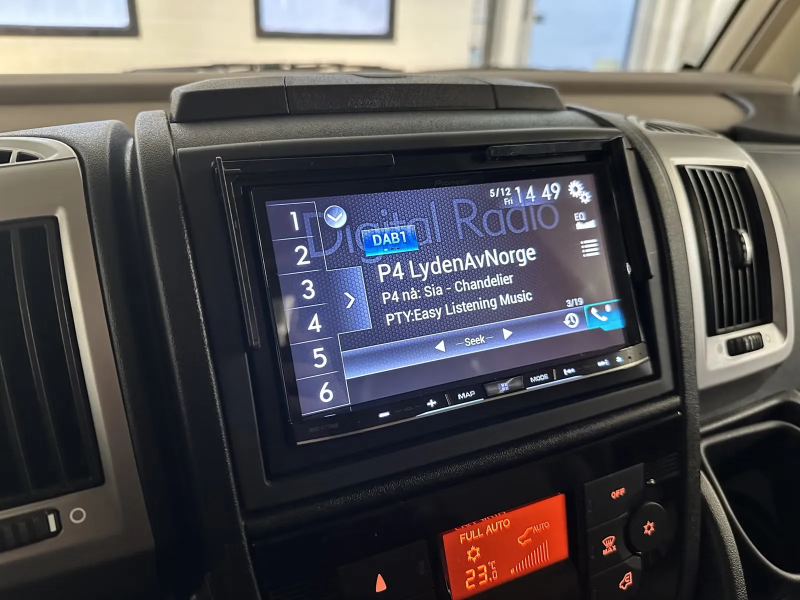 5/12 Fri 14 49
Digital Radio
DAB1
EQ
P4 LydenAvNorge
P4 nå: Sia - Chandelier
PTY:Easy Listening Music
3/19
Seek
1
2
3
4
5
6
MAP
MODE
FULL AUTO
AUTO
23.0 °C
OFF
MAX